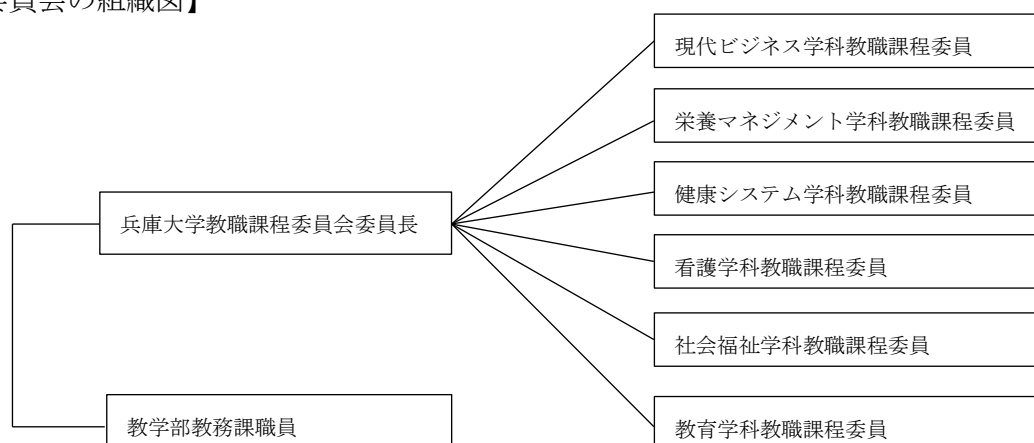 委員会の組織図】
現代ビジネス学科教職課程委員
栄養マネジメント学科教職課程委員
健康システム学科教職課程委員
兵庫大学教職課程委員会委員長
看護学科教職課程委員
社会福祉学科教職課程委員
教学部教務課職員
教育学科教職課程委員